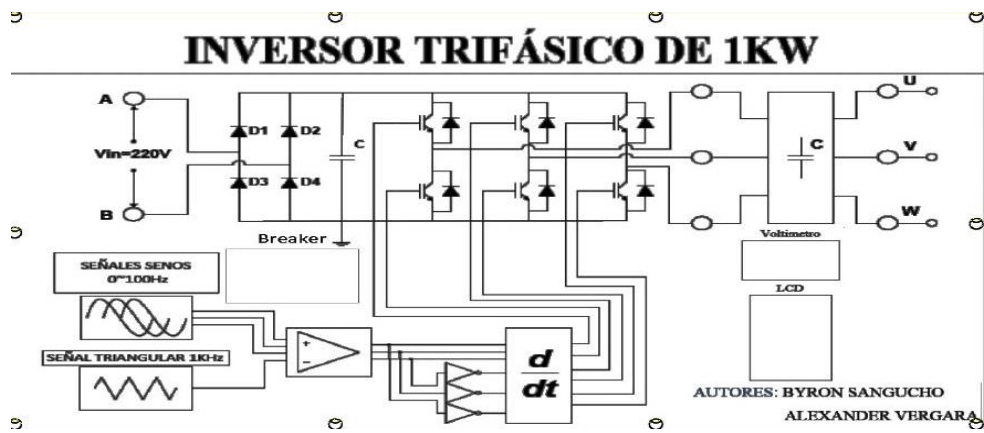 INVERSOR TRIFÁSICO DE 1KW
A
Vin=220V
B
D1
D2
D3
D4
C
C
U
V
W
Breaker
Voltimetro
LCD
SEÑALES SENOS
0~100Hz
SEÑAL TRIANGULAR 1KHz
+
−
d
dt
AUTORES: BYRON SANGUCHO
ALEXANDER VERGARA